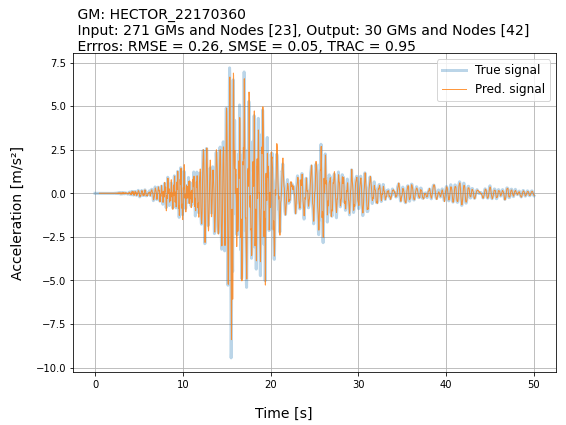 GM: HECTOR_22170360
Input: 271 GMs and Nodes [23], Output: 30 GMs and Nodes [42]
Erros: RMSE = 0.26, SMSE = 0.05, TRAC = 0.95
True signal
Pred. signal
Acceleration [m/s²]
7.5
5.0
2.5
0.0
−2.5
−5.0
−7.5
−10.0
0 10 20 30 40 50
Time [s]